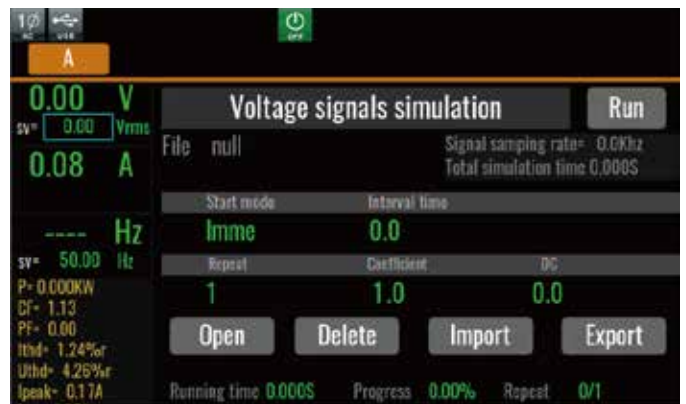 1Ø
AC
USB
OFF
A
0.00 V
SV= 0.00 Vrms
0.08 A
---- Hz
SV= 50.00 Hz
P= 0.000KW
CF= 1.13
PF= 0.00
Ithd= 1.24%r
Uthd= 4.26%r
Ipeak= 0.17A
Voltage signals simulation
Run
File null
Signal samping rate= 0.0Khz
Total simulation time 0.000S
Start mode Interval time
Imme 0.0
Repeat Coefficient DC
1 1.0 0.0
Open Delete Import Export
Running time 0.000S Progress 0.00% Repeat 0/1